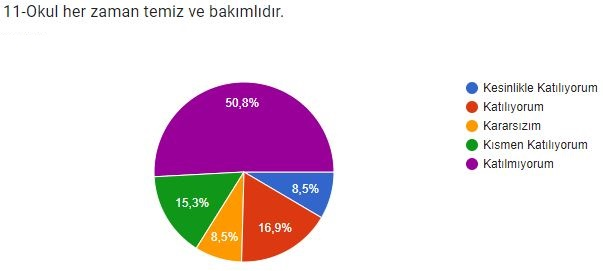 11-Okul her zaman temiz ve bakımlıdır.
50,8%
8,5%
16,9%
8,5%
15,3%
Kesinlikle Katılıyorum
Katılıyorum
Kararsızım
Kısmen Katılıyorum
Katılmıyorum